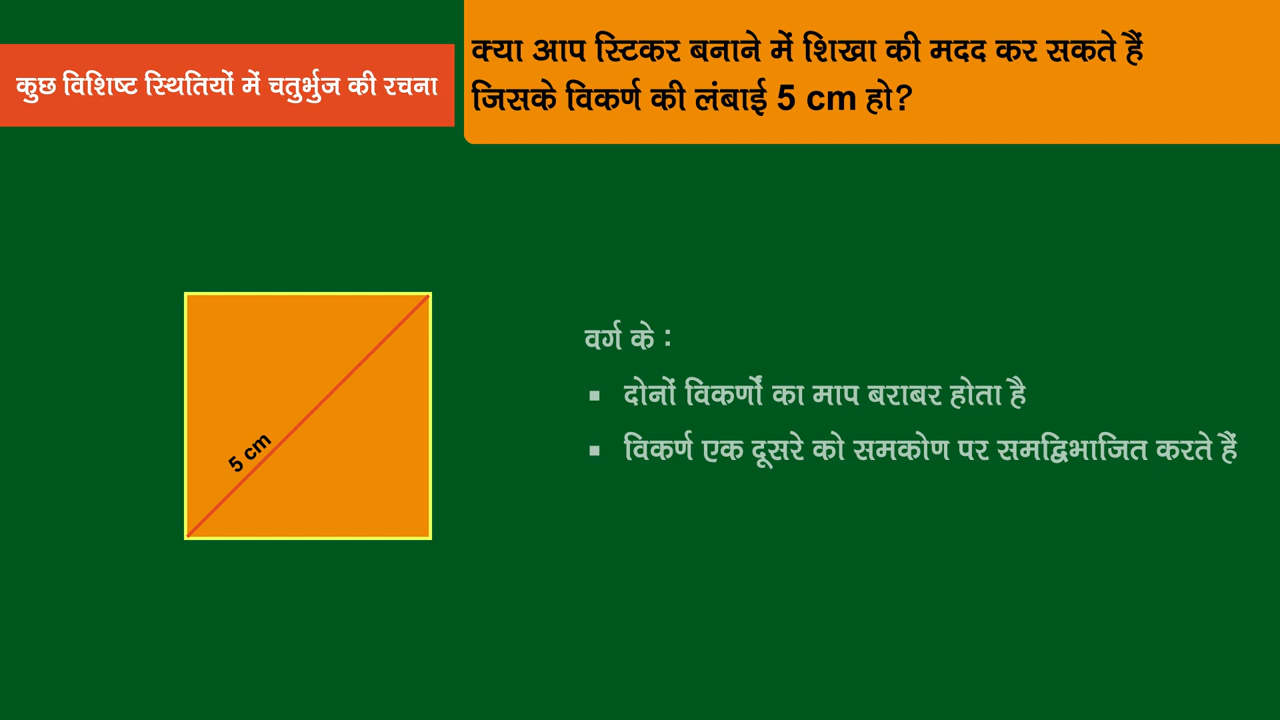 कुछ विशिष्ट स्थितियों में चतुर्भुज की रचना
क्या आप स्टिकर बनाने में शिखा की मदद कर सकते हैं
जिसके विकर्ण की लंबाई 5 cm हो?
5 cm
वर्ग के :
▪ दोनों विकर्णों का माप बराबर होता है
▪ विकर्ण एक दूसरे को समकोण पर समद्विभाजित करते हैं